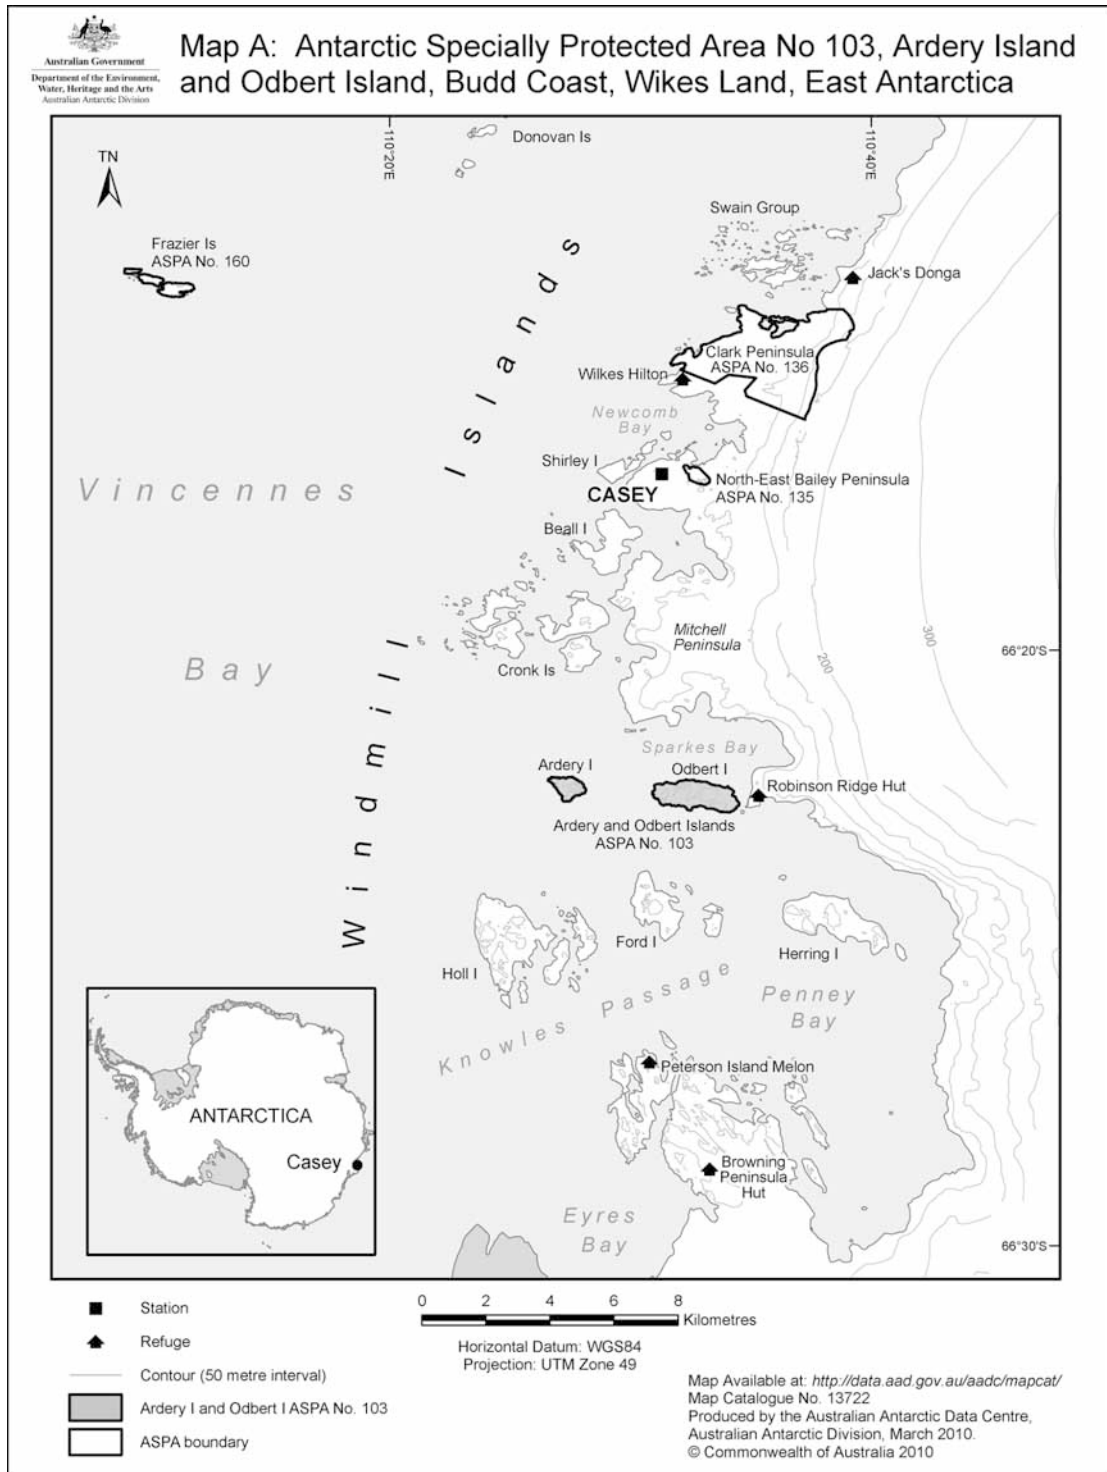 Australian Government
Department of the Environment,
Water, Heritage and the Arts
Australian Antarctic Division
Map A: Antarctic Specially Protected Area No 103, Ardery Island
and Odbert Island, Budd Coast, Wikes Land, East Antarctica
110°20'E
110°40'E
TN
Donovan Is
Swain Group
Frazier Is
ASPA No. 160
Jack's Donga
Clark Peninsula
ASPA No. 136
Wilkes Hilton
Newcomb
Bay
Shirley I
CASEY
North-East Bailey Peninsula
ASPA No. 135
Vincennes
Bay
Windmill Islands
Beall I
300
200
Mitchell
Peninsula
66°20'S
Cronk Is
Sparkes Bay
Ardery I
Odbert I
Robinson Ridge Hut
Ardery and Odbert Islands
ASPA No. 103
Ford I
Herring I
Holl I
Knowles Passage
Penney
Bay
Peterson Island Melon
ANTARCTICA
Casey
Browning
Peninsula
Hut
Eyres
Bay
66°30'S
Station
Refuge
Contour (50 metre interval)
Ardery I and Odbert I ASPA No. 103
ASPA boundary
0 2 4 6 8
Kilometres
Horizontal Datum: WGS84
Projection: UTM Zone 49
Map Available at: http://data.aad.gov.au/aadc/mapcat/
Map Catalogue No. 13722
Produced by the Australian Antarctic Data Centre,
Australian Antarctic Division, March 2010.
© Commonwealth of Australia 2010